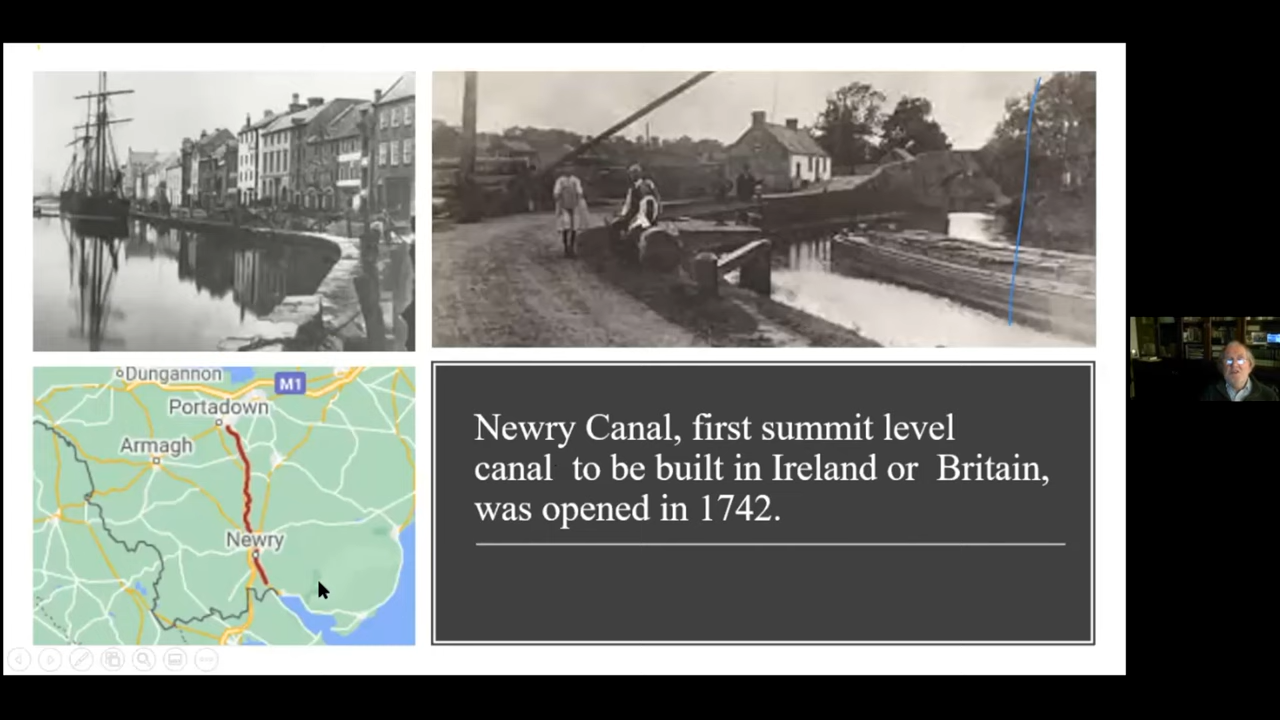 Dungannon
M1
Portadown
Armagh
Newry
Newry Canal, first summit level
canal to be built in Ireland or Britain,
was opened in 1742.